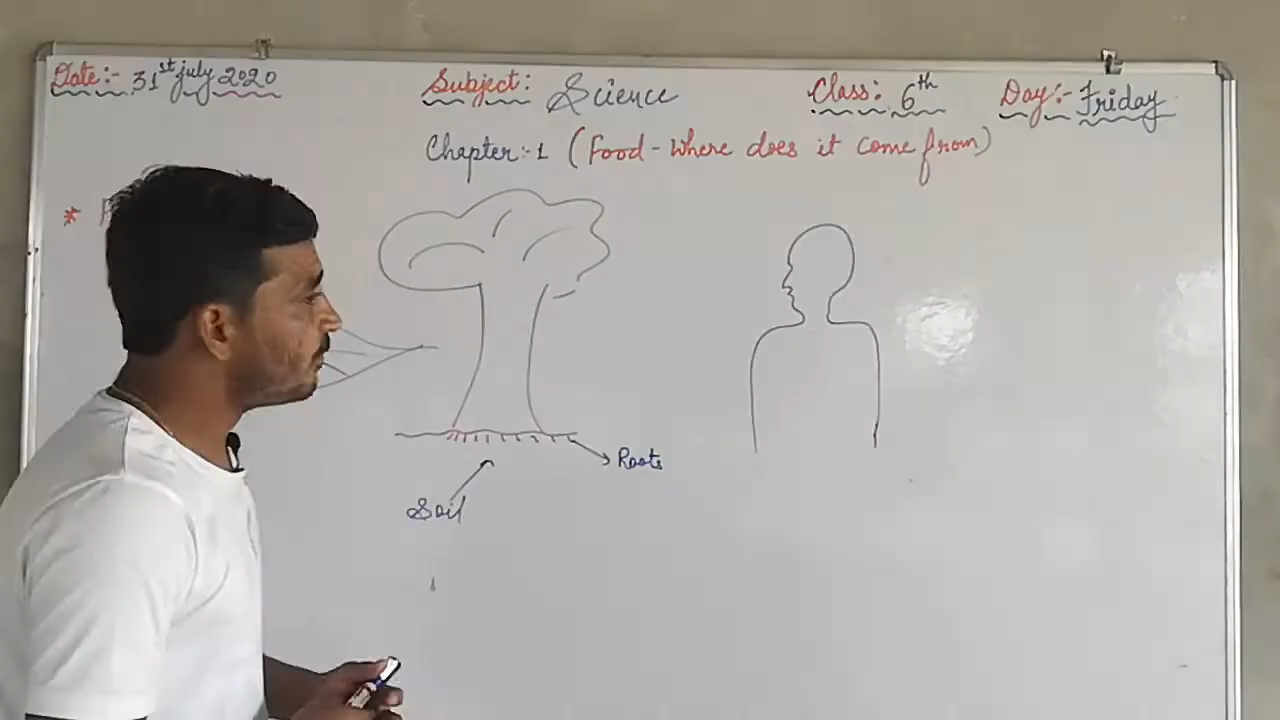 Date:- 31st july 2020 Subject: Science Class: 6th Day:- Friday
Chapter:-1 (Food - Where does it come from)
*
Roots
Soil